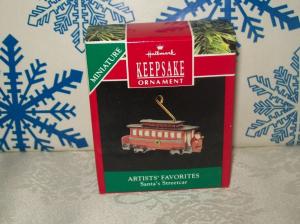 MINIATURE
Hallmark
KEEPSAKE
ORNAMENT
ARTISTS' FAVORITES
Santa's Streetcar